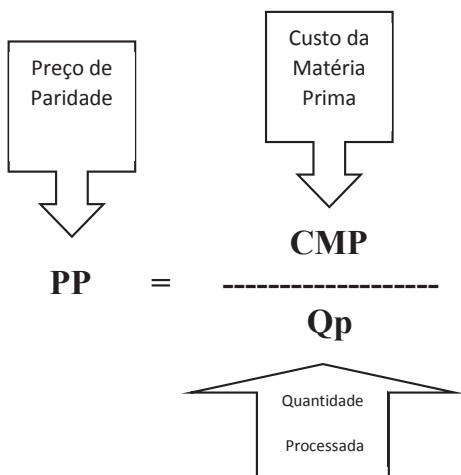 Preço de
Paridade
Custo da
Matéria
Prima
PP = CMP
--------------------
Qp
Quantidade
Processada